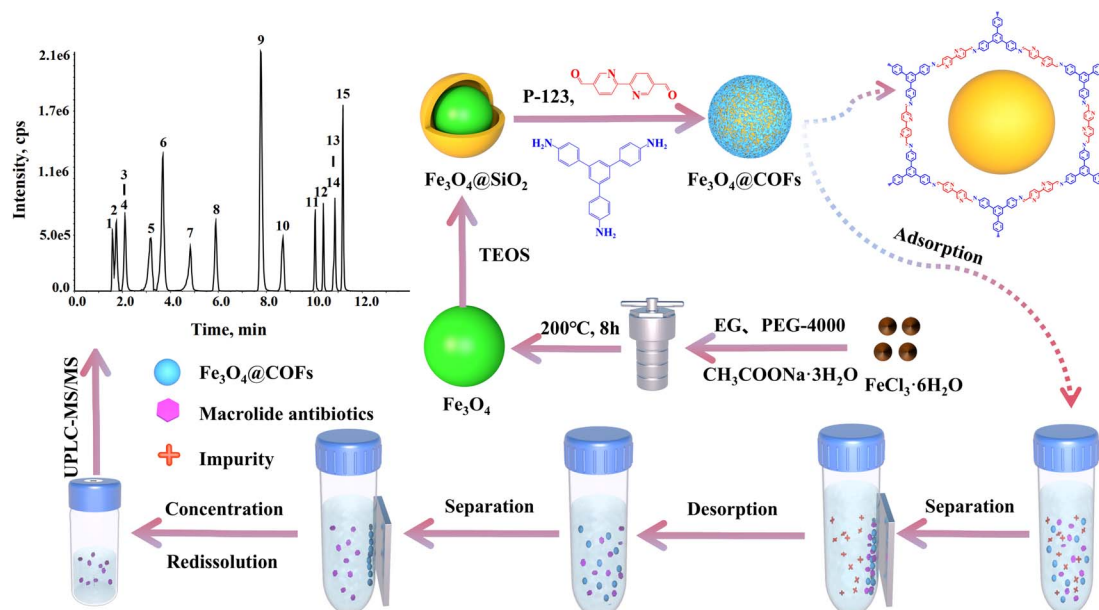 Intensity, cps
2.1e6
1.7e6
1.1e6
5.0e5
0.0
1
2
3
4
5
6
7
8
9
10
11
12
13
14
15
0.0
2.0
4.0
6.0
8.0
10.0
12.0
Time, min
Fe₃O₄@SiO₂
P-123,
O
N
N
O
H₂N
NH₂
NH₂
Fe₃O₄@COFs
Adsorption
TEOS
Fe₃O₄
200°C, 8h
EG、PEG-4000
CH₃COONa·3H₂O
FeCl₃·6H₂O
Fe₃O₄@COFs
Macrolide antibiotics
Impurity
UPLC-MS/MS
Concentration
Redissolution
Separation
Desorption
Separation